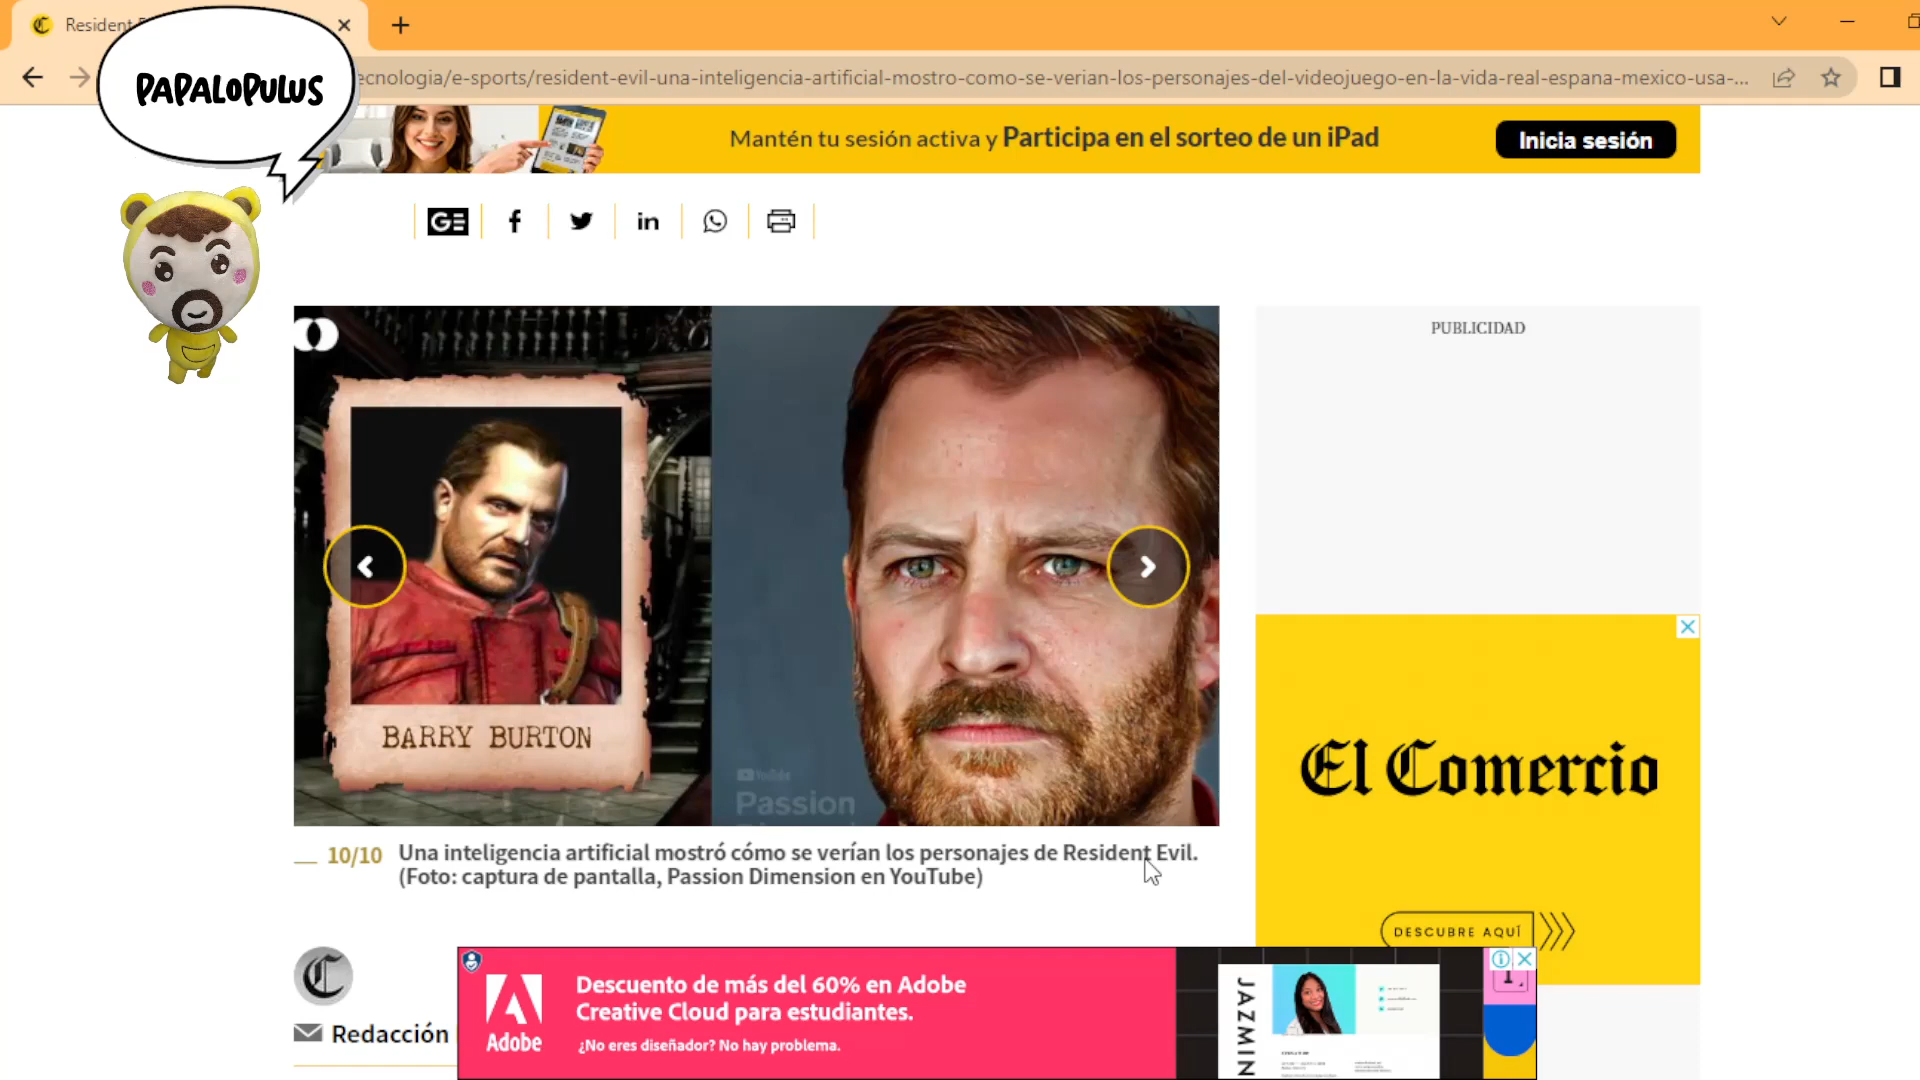 Resident
PAPALOPULUS
ecnologia/e-sports/resident-evil-una-inteligencia-artificial-mostro-como-se-verian-los-personajes-del-videojuego-en-la-vida-real-espana-mexico-usa-...
Mantén tu sesión activa y Participa en el sorteo de un iPad
Inicia sesión
GE
f
in
PUBLICIDAD
BARRY BURTON
YouTube
Passion
10/10 Una inteligencia artificial mostró cómo se verían los personajes de Resident Evil.
(Foto: captura de pantalla, Passion Dimension en YouTube)
El Comercio
DESCUBRE AQUÍ
C
Redacción
Adobe
Descuento de más del 60% en Adobe
Creative Cloud para estudiantes.
¿No eres diseñador? No hay problema.
JAZMIN